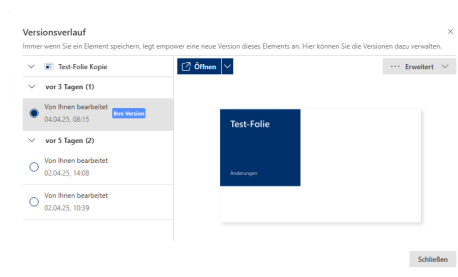 Versionsverlauf
Immer wenn Sie ein Element speichern, legt empower eine neue Version dieses Elements an. Hier können Sie die Versionen dazu verwalten.
Test-Folie Kopie
Öffnen
Erweitert
vor 3 Tagen (1)
Von Ihnen bearbeitet
04.04.25, 08:15
Ihre Version
vor 5 Tagen (2)
Von Ihnen bearbeitet
02.04.25, 14:08
Von Ihnen bearbeitet
02.04.25, 10:39
Test-Folie
Änderungen
Schließen